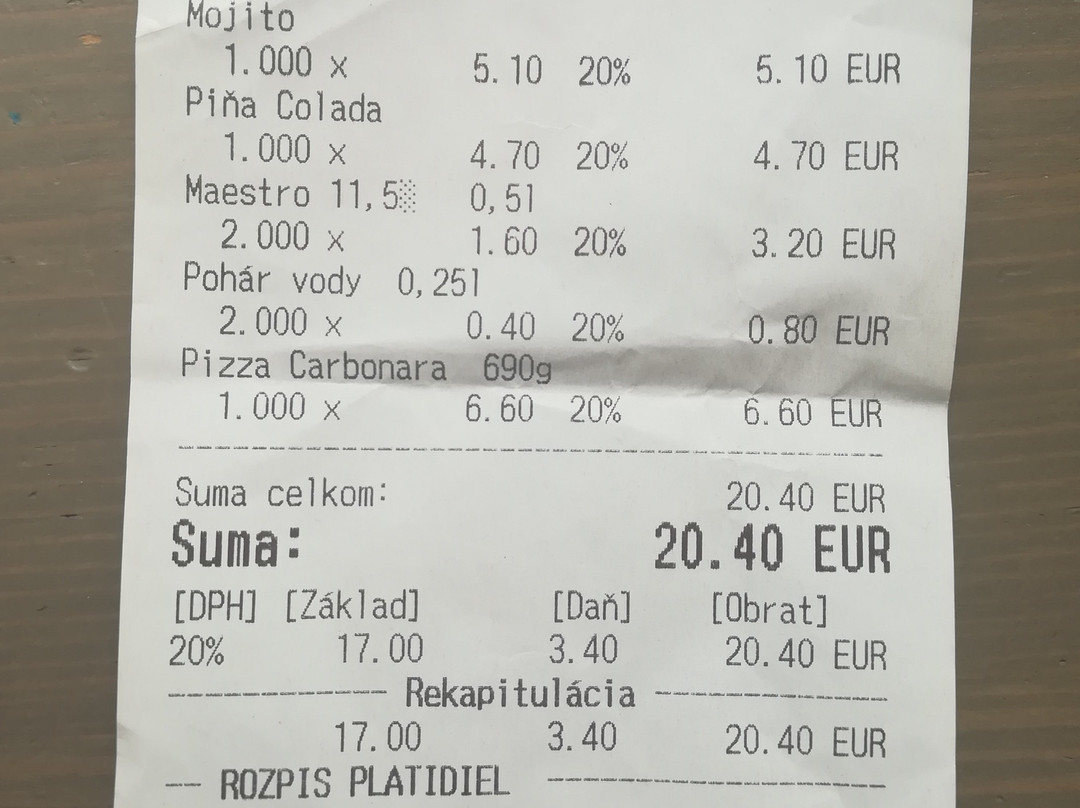 Mojito
1.000 x 5.10 20% 5.10 EUR
Piňa Colada
1.000 x 4.70 20% 4.70 EUR
Maestro 11,5▒ 0,5l
2.000 x 1.60 20% 3.20 EUR
Pohár vody 0,25l
2.000 x 0.40 20% 0.80 EUR
Pizza Carbonara 690g
1.000 x 6.60 20% 6.60 EUR
Suma celkom: 20.40 EUR
Suma: 20.40 EUR
[DPH] [Základ] [Daň] [Obrat]
20% 17.00 3.40 20.40 EUR
Rekapitulácia
17.00 3.40 20.40 EUR
ROZPIS PLATIDIEL